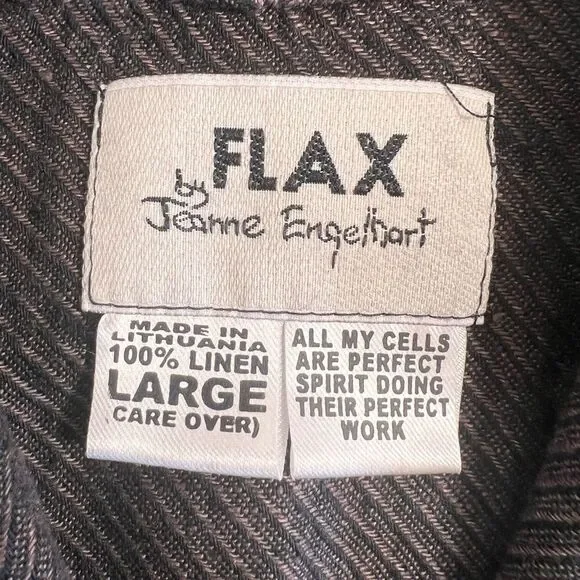 FLAX
by
Jeanne Engelhart
MADE IN
LITHUANIA
100% LINEN
LARGE
CARE OVER)
ALL MY CELLS
ARE PERFECT
SPIRIT DOING
THEIR PERFECT
WORK